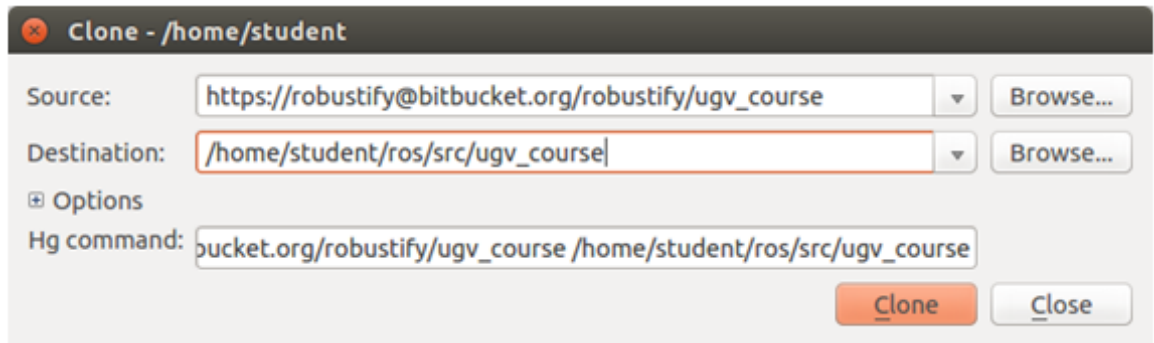 Clone - /home/student
Source: https://robustify@bitbucket.org/robustify/ugv_course Browse...
Destination: /home/student/ros/src/ugv_course Browse...
Options
Hg command: bucket.org/robustify/ugv_course /home/student/ros/src/ugv_course
Clone Close